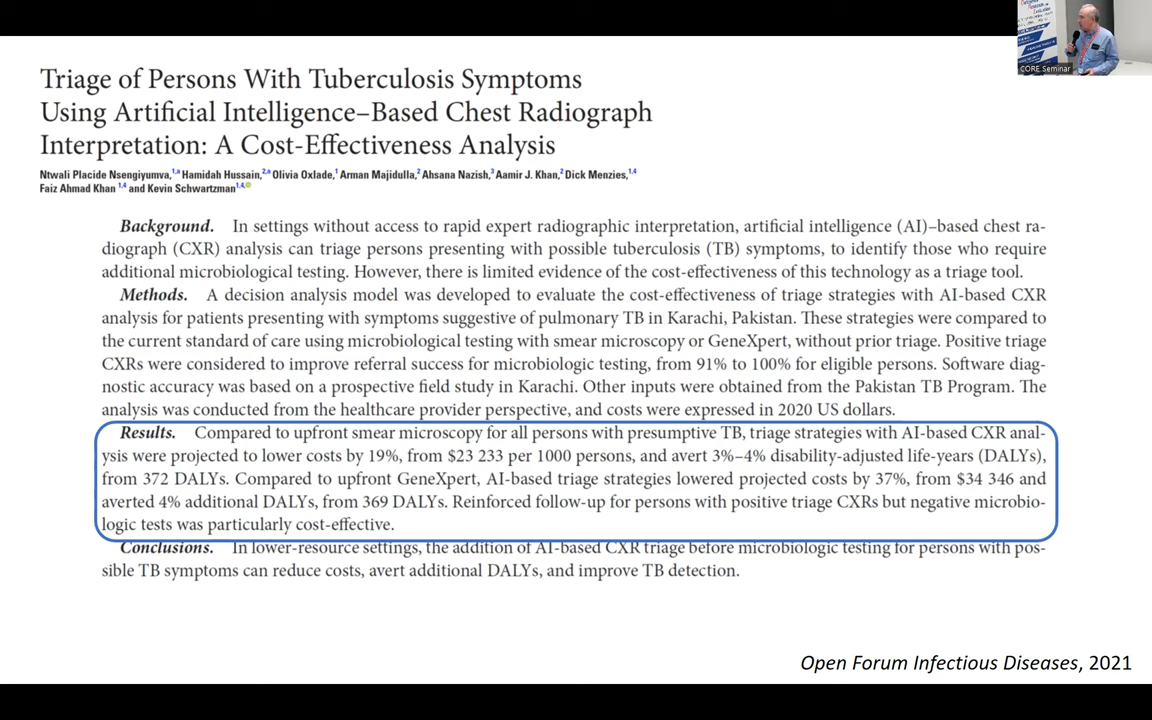 CORE Seminar
Triage of Persons With Tuberculosis Symptoms
Using Artificial Intelligence–Based Chest Radiograph
Interpretation: A Cost-Effectiveness Analysis
Ntwali Placide Nsengiyumva,1,a Hamidah Hussain,2,a Olivia Oxlade,1 Arman Majidulla,2 Ahsana Nazish,3 Aamir J. Khan,2 Dick Menzies,1,4
Faiz Ahmad Khan 1,4 and Kevin Schwartzman1,4
Background. In settings without access to rapid expert radiographic interpretation, artificial intelligence (AI)–based chest ra-
diograph (CXR) analysis can triage persons presenting with possible tuberculosis (TB) symptoms, to identify those who require
additional microbiological testing. However, there is limited evidence of the cost-effectiveness of this technology as a triage tool.
Methods. A decision analysis model was developed to evaluate the cost-effectiveness of triage strategies with AI-based CXR
analysis for patients presenting with symptoms suggestive of pulmonary TB in Karachi, Pakistan. These strategies were compared to
the current standard of care using microbiological testing with smear microscopy or GeneXpert, without prior triage. Positive triage
CXRs were considered to improve referral success for microbiologic testing, from 91% to 100% for eligible persons. Software diag-
nostic accuracy was based on a prospective field study in Karachi. Other inputs were obtained from the Pakistan TB Program. The
analysis was conducted from the healthcare provider perspective, and costs were expressed in 2020 US dollars.
Results. Compared to upfront smear microscopy for all persons with presumptive TB, triage strategies with AI-based CXR anal-
ysis were projected to lower costs by 19%, from $23 233 per 1000 persons, and avert 3%–4% disability-adjusted life-years (DALYs),
from 372 DALYs. Compared to upfront GeneXpert, AI-based triage strategies lowered projected costs by 37%, from $34 346 and
averted 4% additional DALYs, from 369 DALYs. Reinforced follow-up for persons with positive triage CXRs but negative microbio-
logic tests was particularly cost-effective.
Conclusions. In lower-resource settings, the addition of AI-based CXR triage before microbiologic testing for persons with pos-
sible TB symptoms can reduce costs, avert additional DALYs, and improve TB detection.
Open Forum Infectious Diseases, 2021